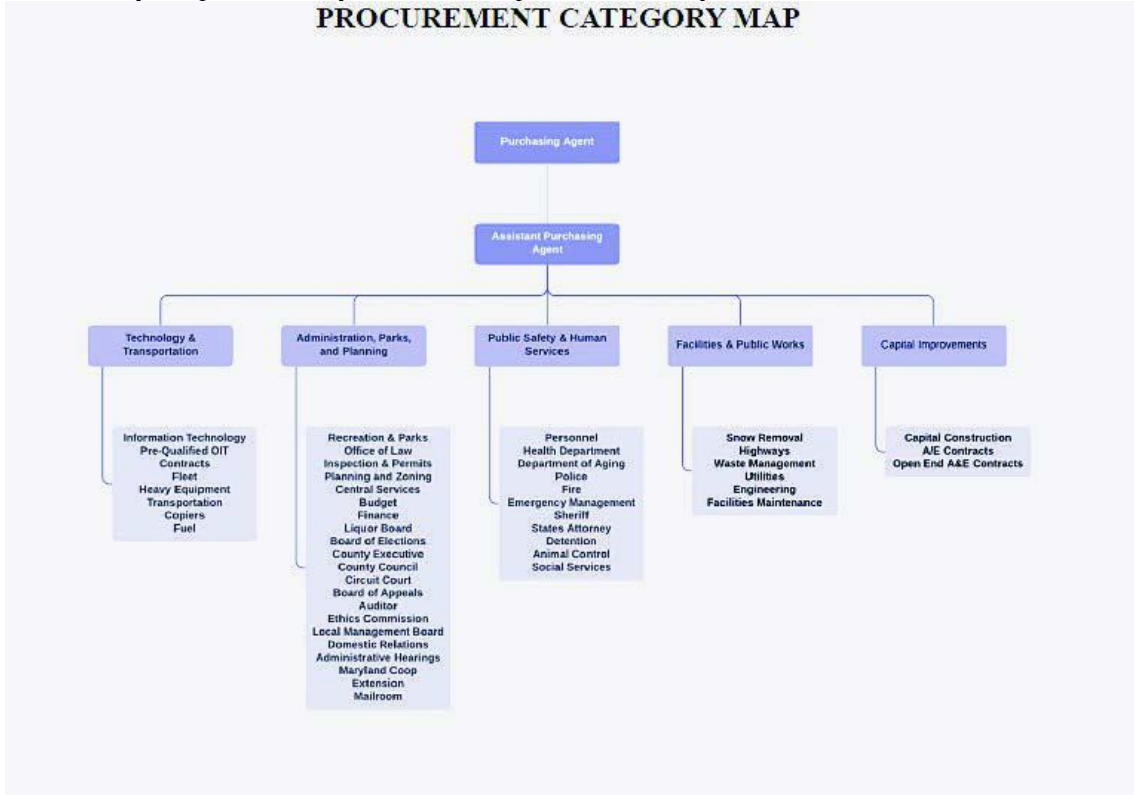 PROCUREMENT CATEGORY MAP
Purchasing Agent
Assistant Purchasing
Agent
Technology &
Transportation
Administration, Parks,
and Planning
Public Safety & Human
Services
Facilities & Public Works
Capital Improvements
Information Technology
Pre-Qualified OIT
Contracts
Fleet
Heavy Equipment
Transportation
Copiers
Fuel
Recreation & Parks
Office of Law
Inspection & Permits
Planning and Zoning
Central Services
Budget
Finance
Liquor Board
Board of Elections
County Executive
County Council
Circuit Court
Board of Appeals
Auditor
Ethics Commission
Local Management Board
Domestic Relations
Administrative Hearings
Maryland Coop
Extension
Mailroom
Personnel
Health Department
Department of Aging
Police
Fire
Emergency Management
Sheriff
States Attorney
Detention
Animal Control
Social Services
Snow Removal
Highways
Waste Management
Utilities
Engineering
Facilities Maintenance
Capital Construction
A/E Contracts
Open End A&E Contracts